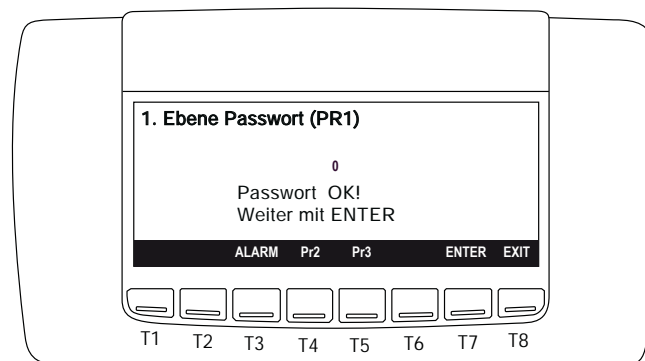 1. Ebene Passwort (PR1)
0
Passwort OK!
Weiter mit ENTER
ALARM Pr2 Pr3 ENTER EXIT
T1 T2 T3 T4 T5 T6 T7 T8